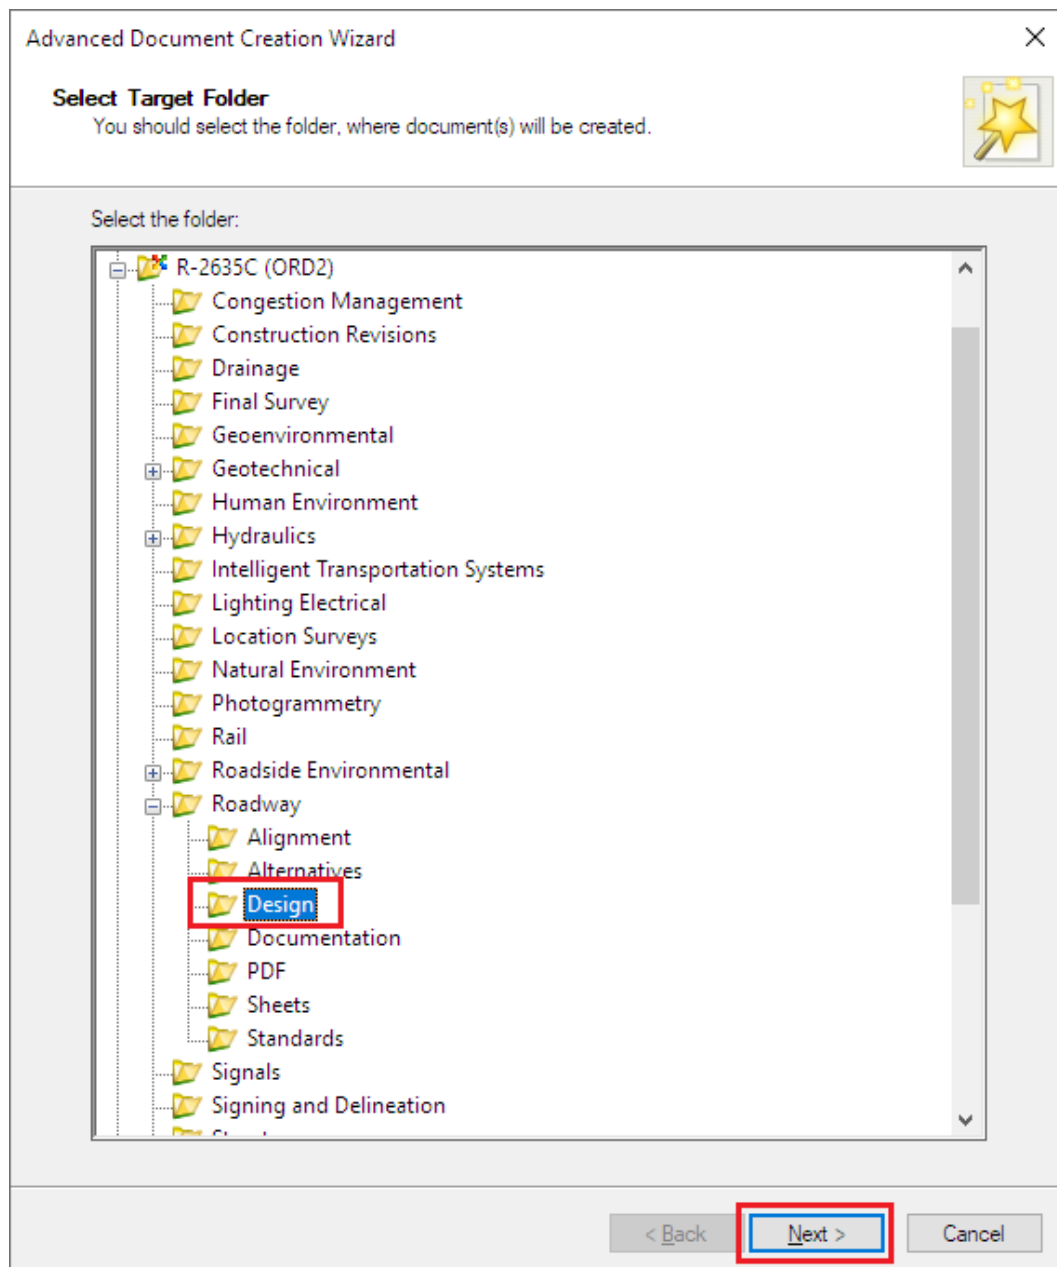 Advanced Document Creation Wizard
Select Target Folder
You should select the folder, where document(s) will be created.
Select the folder:
R-2635C (ORD2)
Congestion Management
Construction Revisions
Drainage
Final Survey
Geoenvironmental
Geotechnical
Human Environment
Hydraulics
Intelligent Transportation Systems
Lighting Electrical
Location Surveys
Natural Environment
Photogrammetry
Rail
Roadside Environmental
Roadway
Alignment
Alternatives
Design
Documentation
PDF
Sheets
Standards
Signals
Signing and Delineation
< Back Next > Cancel